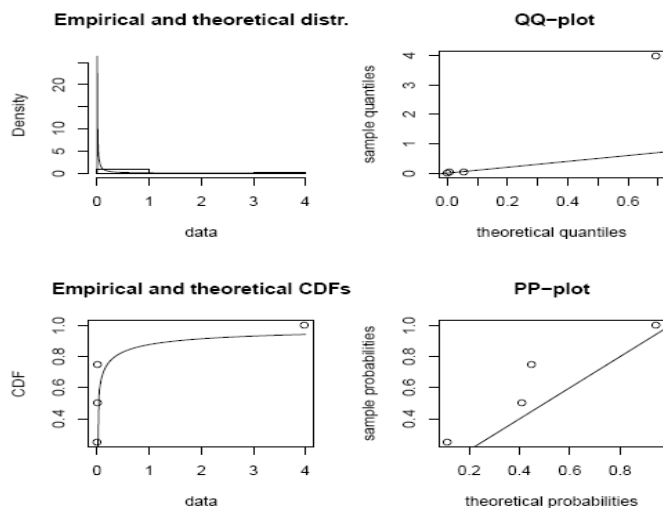 Empirical and theoretical distr.
Density
0 5 10 20
0 1 2 3 4
data
QQ−plot
sample quantiles
0 1 2 3 4
0.0 0.2 0.4 0.6
theoretical quantiles
Empirical and theoretical CDFs
CDF
0.4 0.6 0.8 1.0
0 1 2 3 4
data
PP−plot
sample probabilities
0.4 0.6 0.8 1.0
0.2 0.4 0.6 0.8
theoretical probabilities